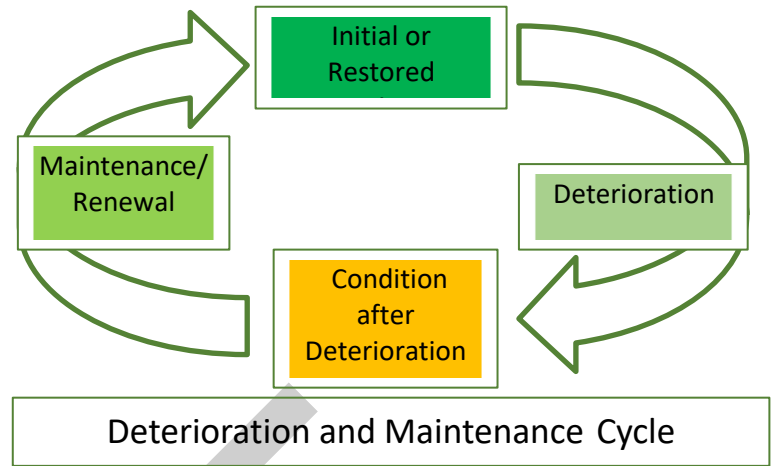 Initial or
Restored
Maintenance/
Renewal
Deterioration
Condition
after
Deterioration
Deterioration and Maintenance Cycle